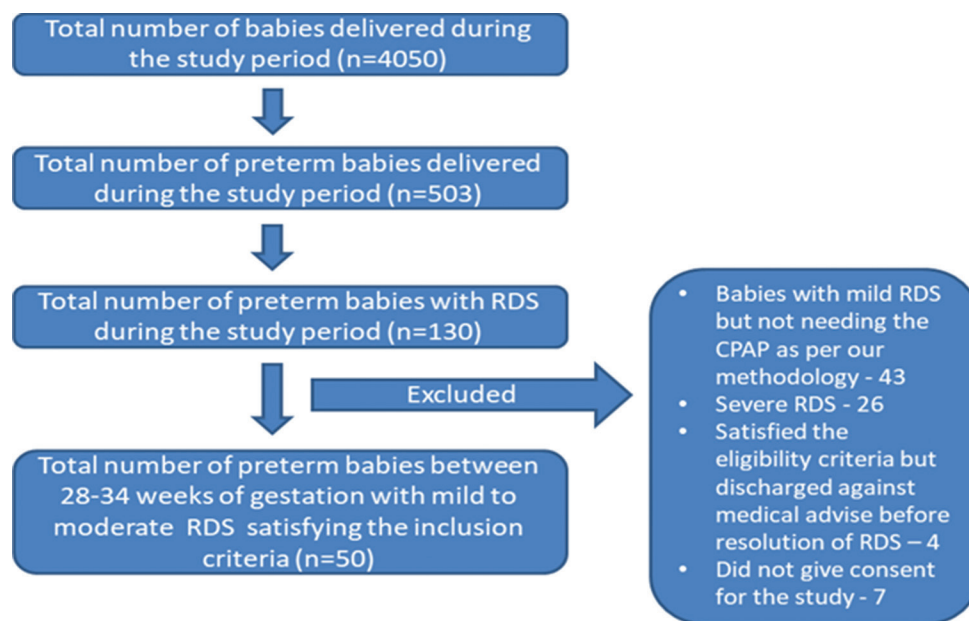 Total number of babies delivered during
the study period (n=4050)
Total number of preterm babies delivered
during the study period (n=503)
Total number of preterm babies with RDS
during the study period (n=130)
Excluded
• Babies with mild RDS
but not needing the
CPAP as per our
methodology - 43
• Severe RDS - 26
• Satisfied the
eligibility criteria but
discharged against
medical advise before
resolution of RDS – 4
• Did not give consent
for the study - 7
Total number of preterm babies between
28-34 weeks of gestation with mild to
moderate RDS satisfying the inclusion
criteria (n=50)